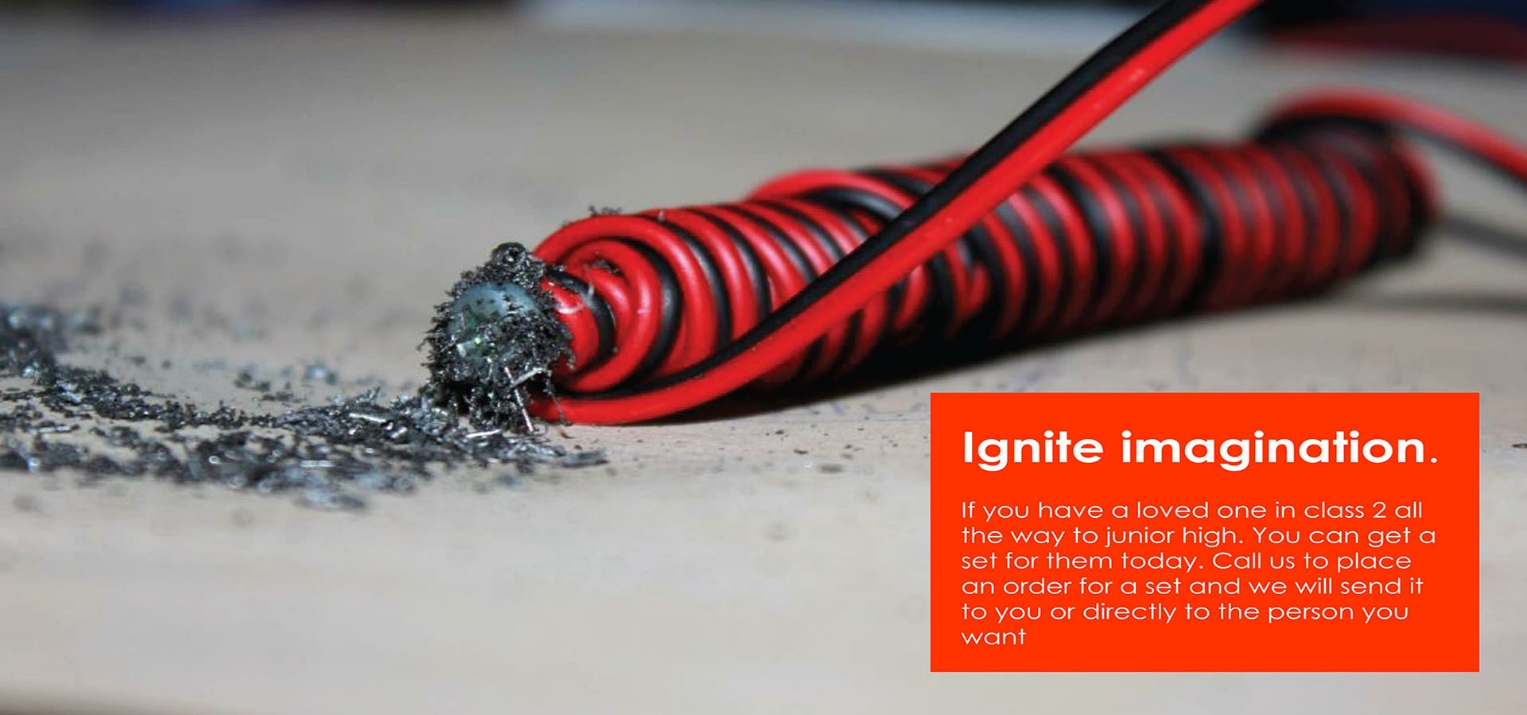 Ignite imagination.
If you have a loved one in class 2 all
the way to junior high. You can get a
set for them today. Call us to place
an order for a set and we will send it
to you or directly to the person you
want